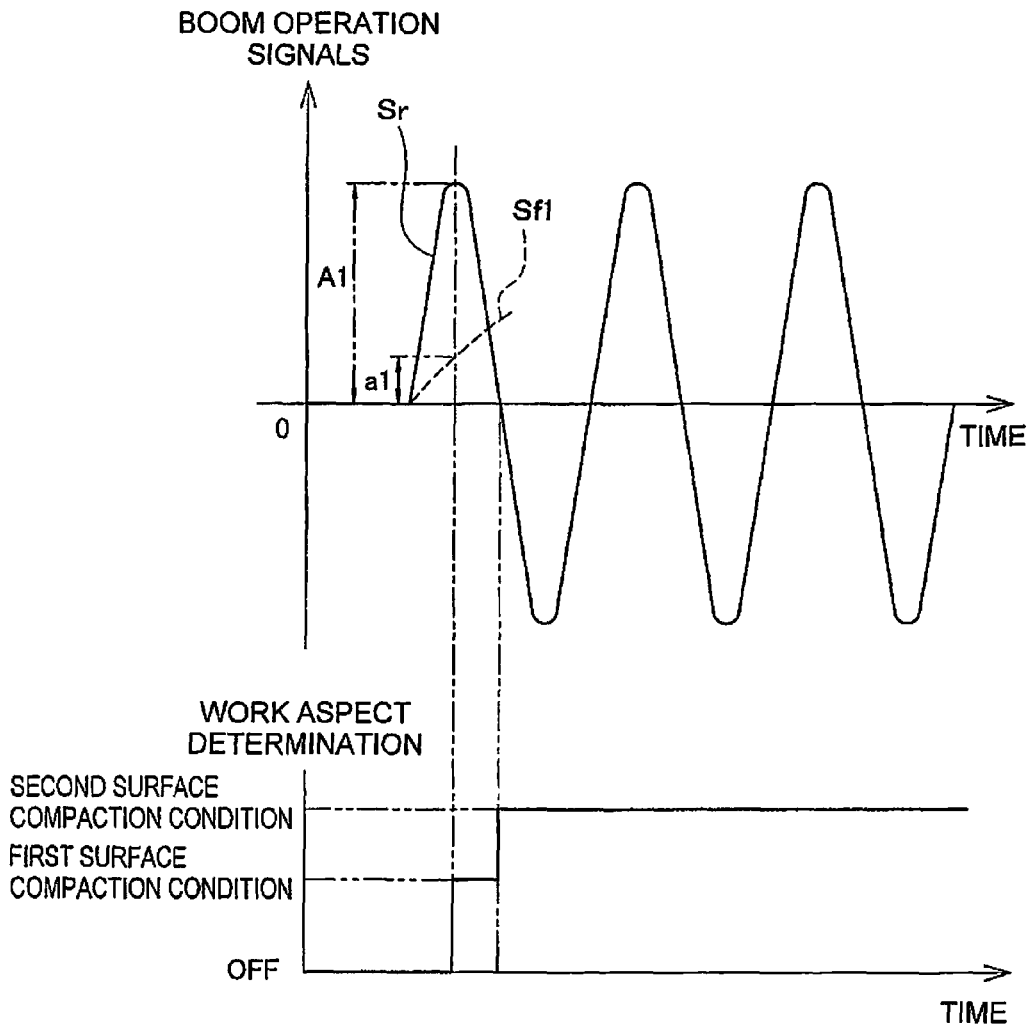 BOOM OPERATION
SIGNALS
Sr
Sf1
A1
a1
0
TIME
WORK ASPECT
DETERMINATION
SECOND SURFACE
COMPACTION CONDITION
FIRST SURFACE
COMPACTION CONDITION
OFF
TIME